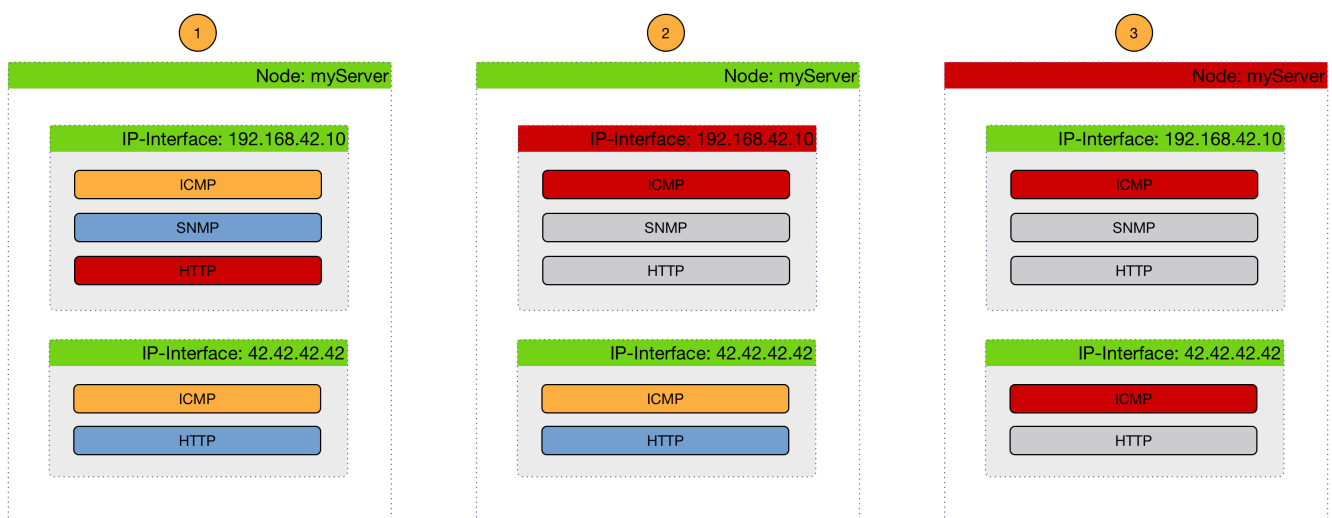 1
Node: myServer
IP-Interface: 192.168.42.10
ICMP
SNMP
HTTP
IP-Interface: 42.42.42.42
ICMP
HTTP
2
Node: myServer
IP-Interface: 192.168.42.10
ICMP
SNMP
HTTP
IP-Interface: 42.42.42.42
ICMP
HTTP
3
Node: myServer
IP-Interface: 192.168.42.10
ICMP
SNMP
HTTP
IP-Interface: 42.42.42.42
ICMP
HTTP